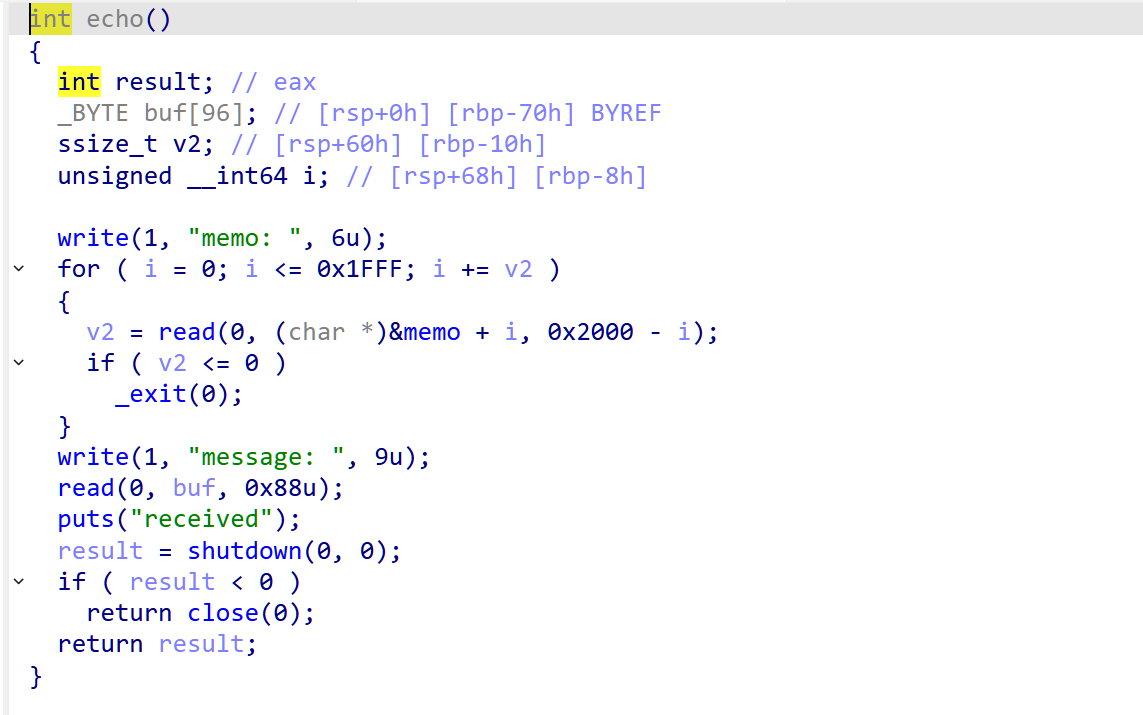 int echo()
{
int result; // eax
_BYTE buf[96]; // [rsp+0h] [rbp-70h] BYREF
ssize_t v2; // [rsp+60h] [rbp-10h]
unsigned __int64 i; // [rsp+68h] [rbp-8h]
write(1, "memo: ", 6u);
for ( i = 0; i <= 0x1FFF; i += v2 )
{
v2 = read(0, (char *)&memo + i, 0x2000 - i);
if ( v2 <= 0 )
_exit(0);
}
write(1, "message: ", 9u);
read(0, buf, 0x88u);
puts("received");
result = shutdown(0, 0);
if ( result < 0 )
return close(0);
return result;
}